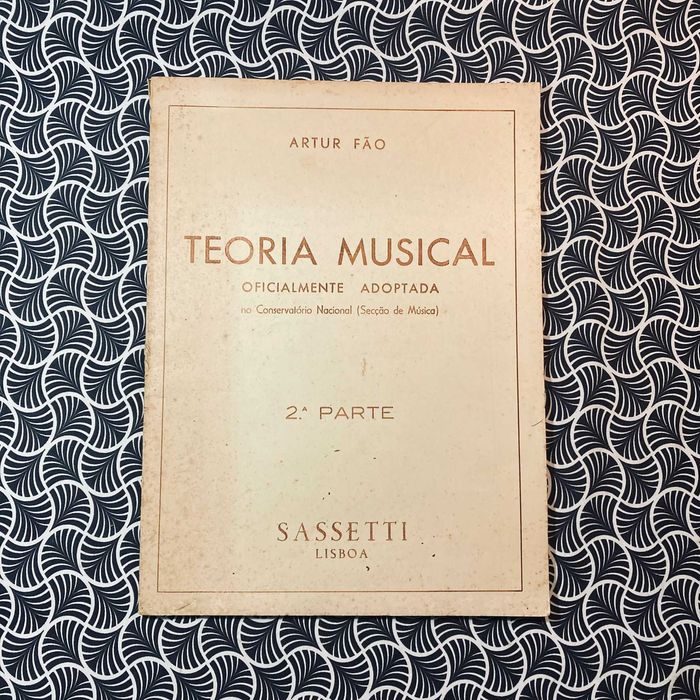 ARTUR FÃO
TEORIA MUSICAL
OFICIALMENTE ADOPTADA
no Conservatório Nacional (Secção de Música)
2.ª PARTE
SASSETTI
LISBOA